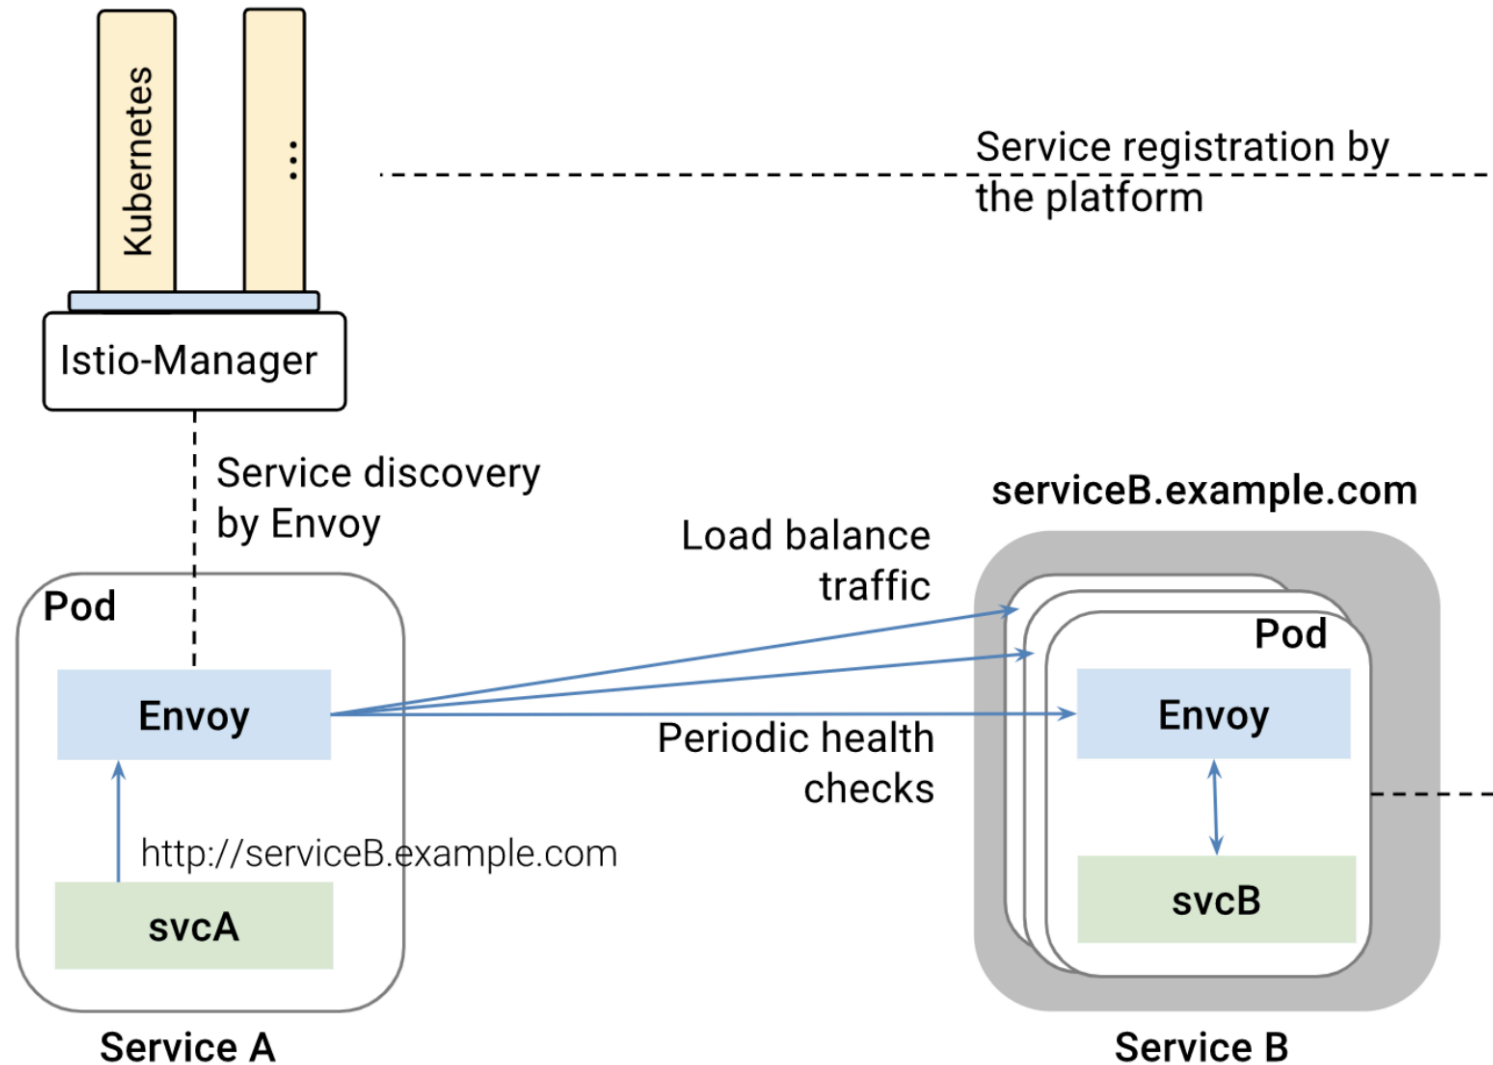 Kubernetes
...
Service registration by
the platform
Istio-Manager
Service discovery
by Envoy
serviceB.example.com
Load balance
traffic
Pod
Pod
Envoy
Envoy
Periodic health
checks
http://serviceB.example.com
svcA
svcB
Service A
Service B